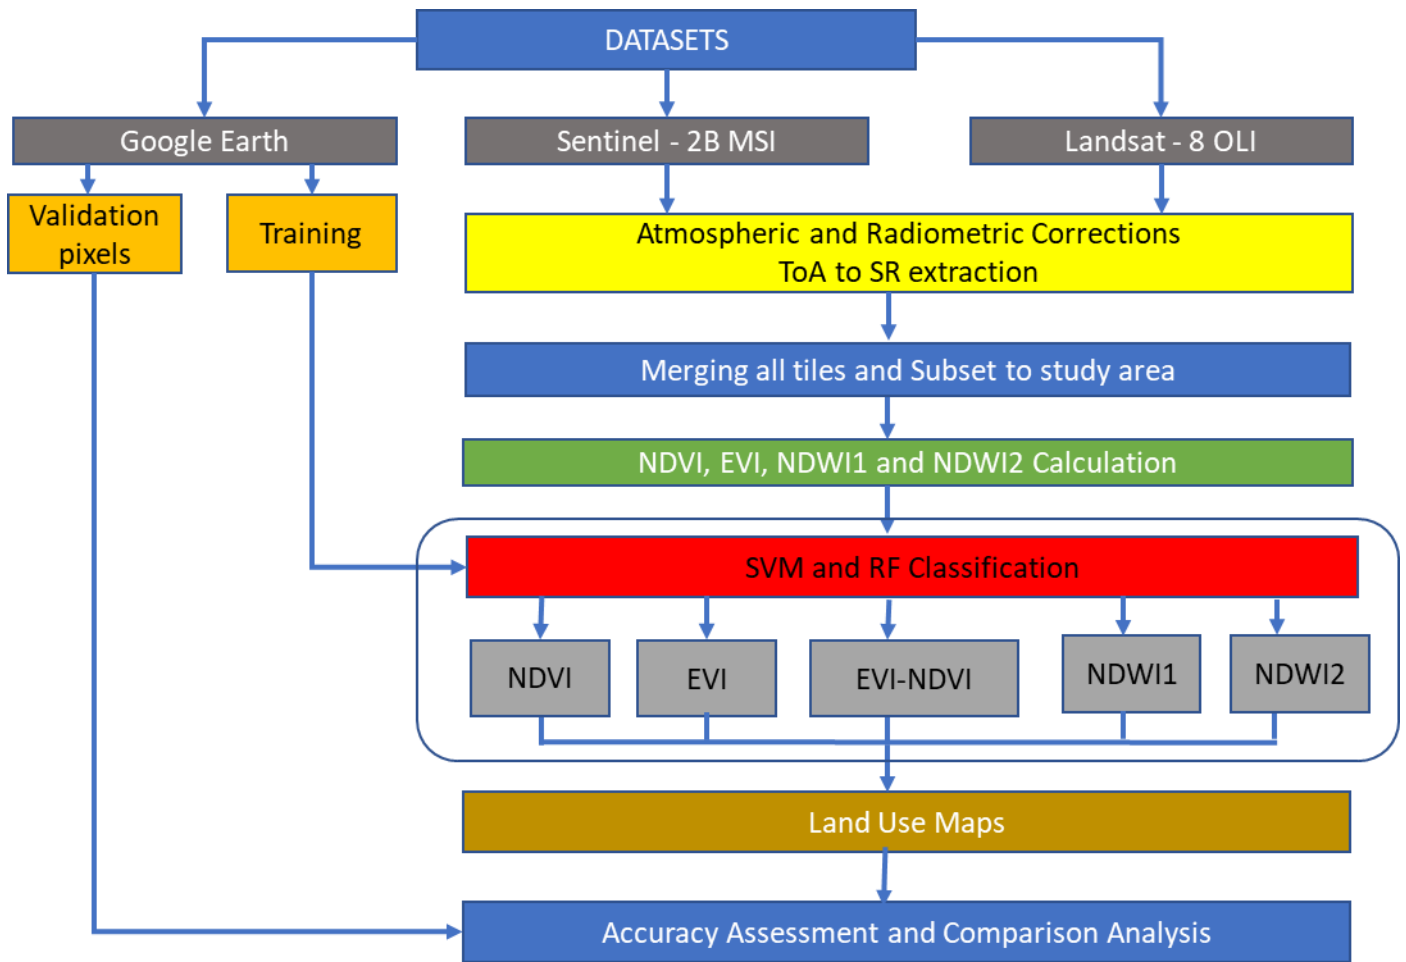 DATASETS
Google Earth
Sentinel - 2B MSI
Landsat - 8 OLI
Validation
pixels
Training
Atmospheric and Radiometric Corrections
ToA to SR extraction
Merging all tiles and Subset to study area
NDVI, EVI, NDWI1 and NDWI2 Calculation
SVM and RF Classification
NDVI
EVI
EVI-NDVI
NDWI1
NDWI2
Land Use Maps
Accuracy Assessment and Comparison Analysis